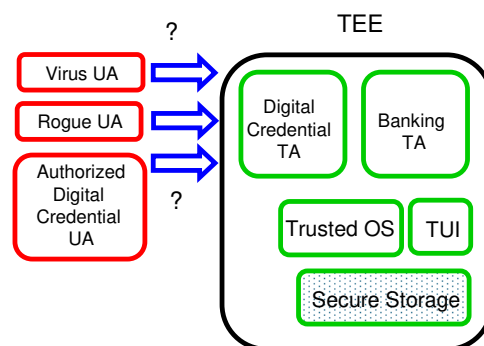 ?
TEE
Virus UA
Rogue UA
Authorized
Digital
Credential
UA
?
Digital
Credential
TA
Banking
TA
Trusted OS
TUI
Secure Storage